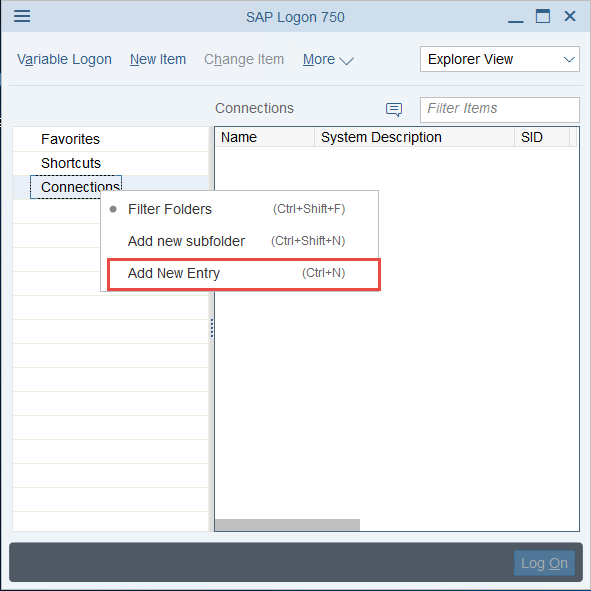 SAP Logon 750
Variable Logon New Item Change Item More Explorer View
Connections Filter Items
Name System Description SID
Favorites
Shortcuts
Connections
Filter Folders (Ctrl+Shift+F)
Add new subfolder (Ctrl+Shift+N)
Add New Entry (Ctrl+N)
Log On